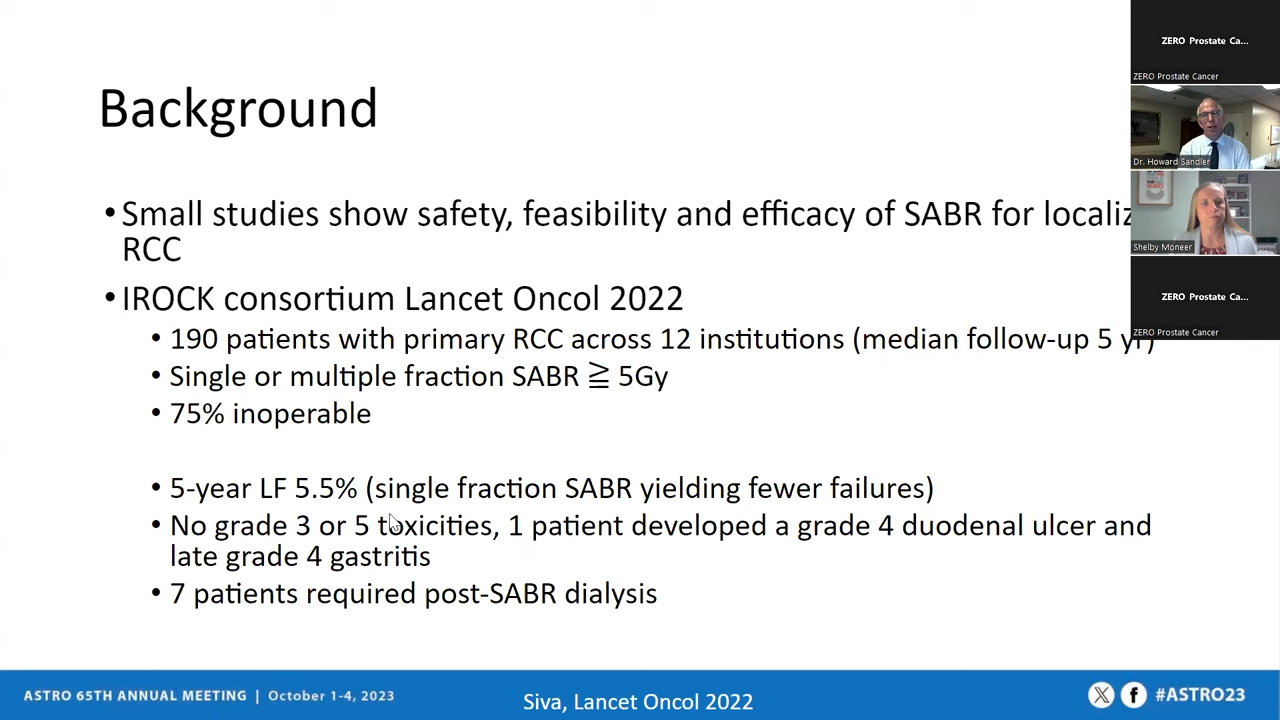 Background
• Small studies show safety, feasibility and efficacy of SABR for localiz
RCC
• IROCK consortium Lancet Oncol 2022
• 190 patients with primary RCC across 12 institutions (median follow-up 5 yr)
• Single or multiple fraction SABR ≧ 5Gy
• 75% inoperable
• 5-year LF 5.5% (single fraction SABR yielding fewer failures)
• No grade 3 or 5 toxicities, 1 patient developed a grade 4 duodenal ulcer and
late grade 4 gastritis
• 7 patients required post-SABR dialysis
ASTRO 65TH ANNUAL MEETING | October 1-4, 2023
Siva, Lancet Oncol 2022
#ASTRO23
ZERO Prostate Ca...
ZERO Prostate Cancer
Dr. Howard Sandler
Shelby Moneer
ZERO Prostate Ca...
ZERO Prostate Cancer